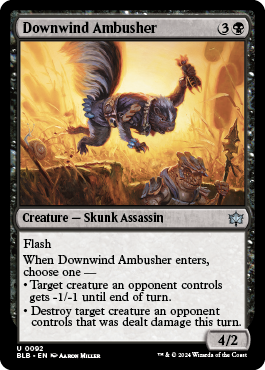 Downwind Ambusher 3
Creature — Skunk Assassin
Flash
When Downwind Ambusher enters,
choose one —
• Target creature an opponent controls
gets -1/-1 until end of turn.
• Destroy target creature an opponent
controls that was dealt damage this turn.
4/2
U 0092
BLB • EN Aaron Miller
™ & © 2024 Wizards of the Coast